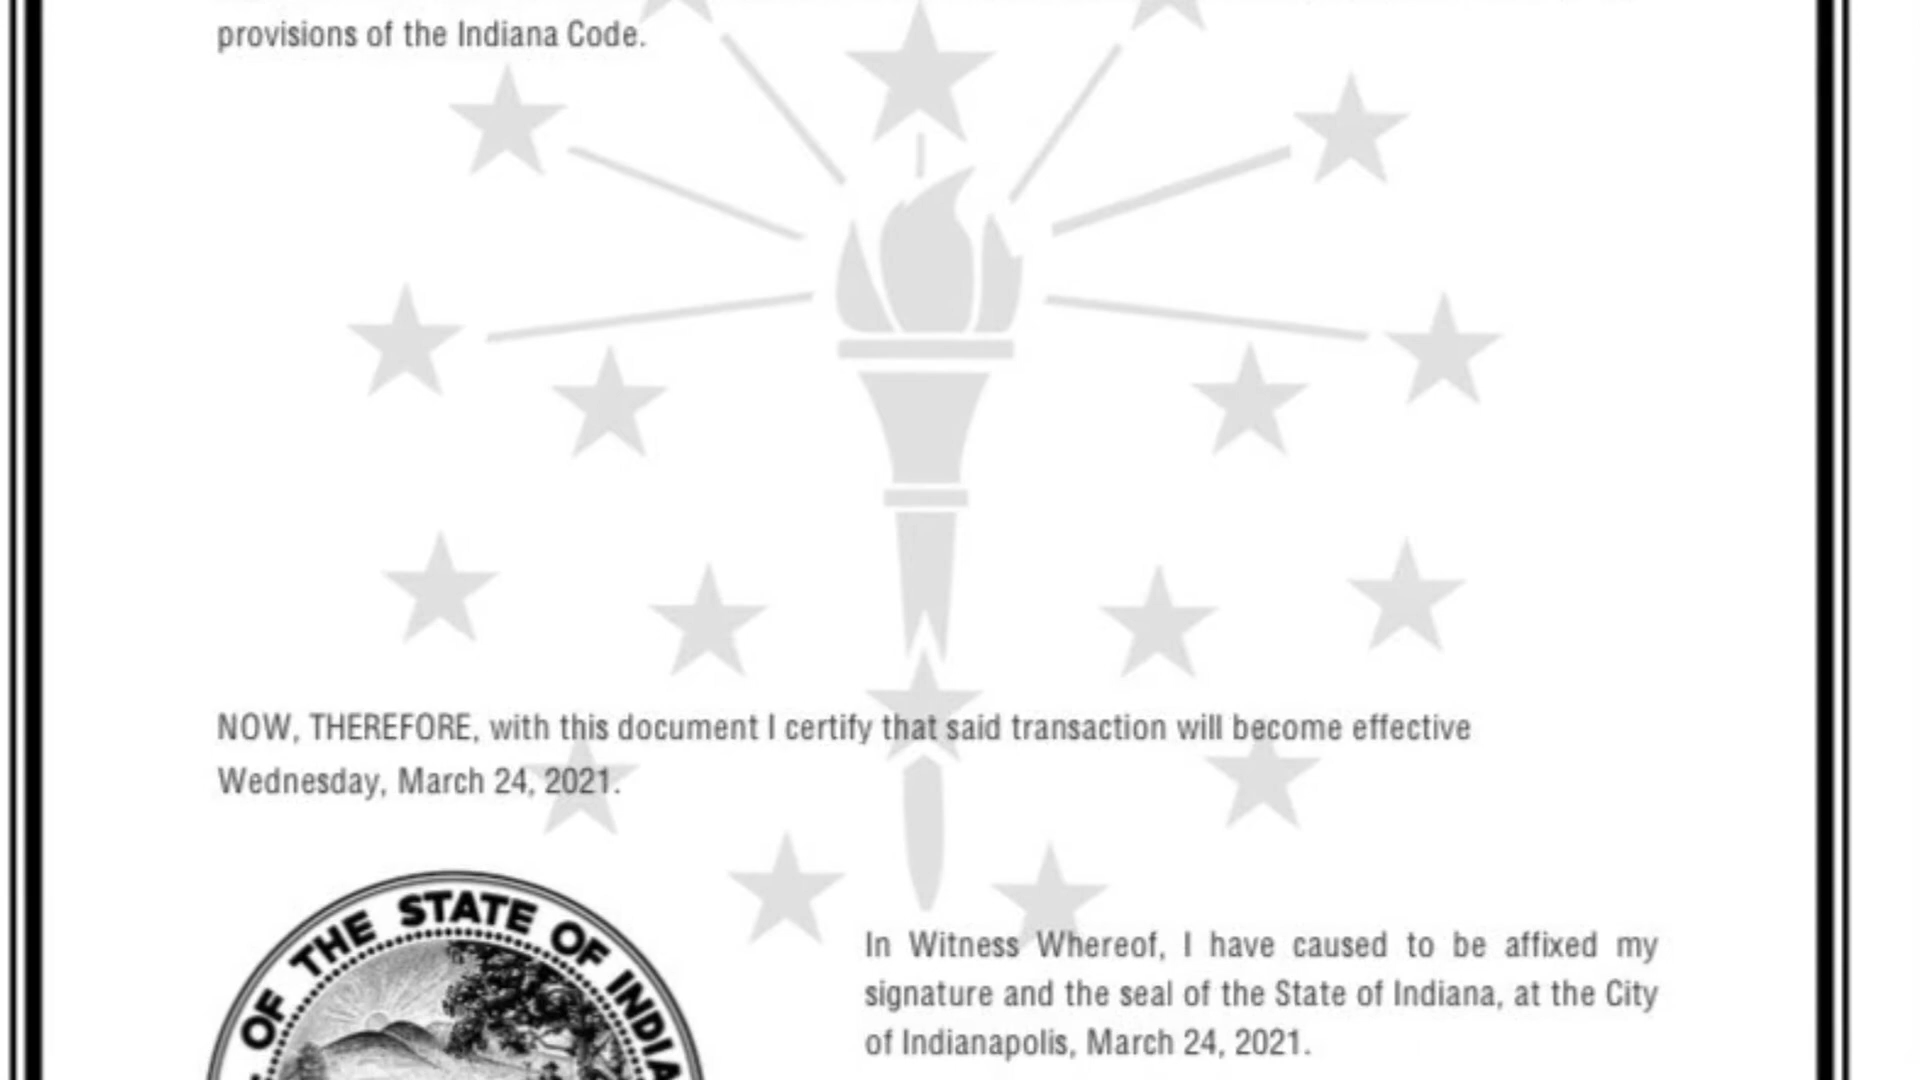 provisions of the Indiana Code.
NOW, THEREFORE, with this document I certify that said transaction will become effective
Wednesday, March 24, 2021.
OF THE STATE OF INDIA
In Witness Whereof, I have caused to be affixed my
signature and the seal of the State of Indiana, at the City
of Indianapolis, March 24, 2021.